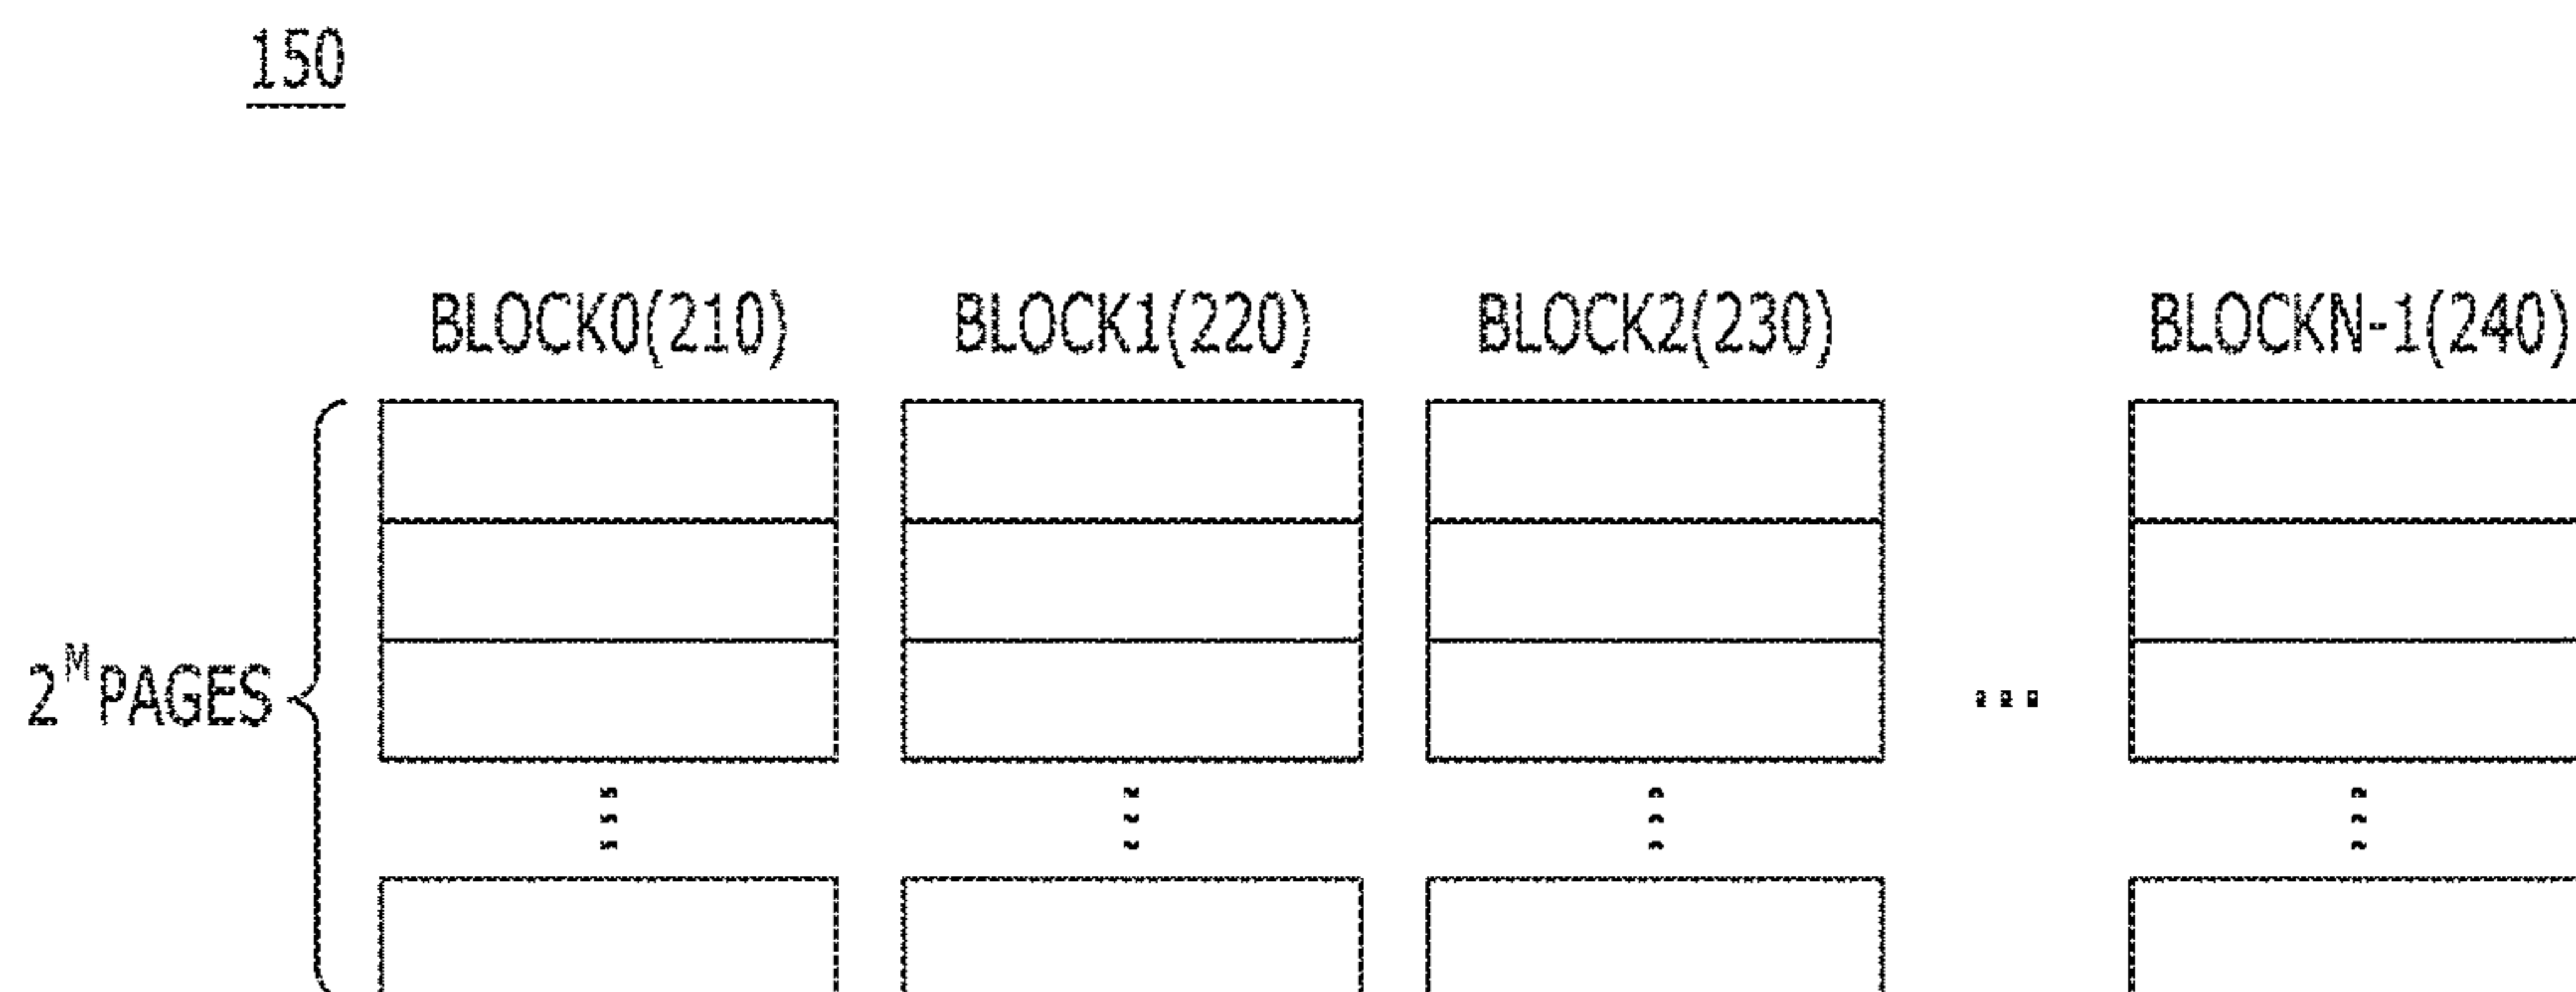 150
BLOCK0(210) BLOCK1(220) BLOCK2(230) BLOCKN-1(240)
2^M PAGES
...